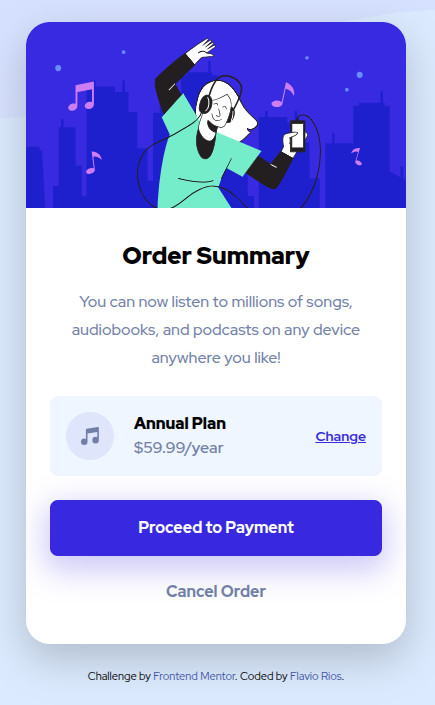 Order Summary
You can now listen to millions of songs,
audiobooks, and podcasts on any device
anywhere you like!
Annual Plan
$59.99/year
Change
Proceed to Payment
Cancel Order
Challenge by Frontend Mentor. Coded by Flavio Rios.